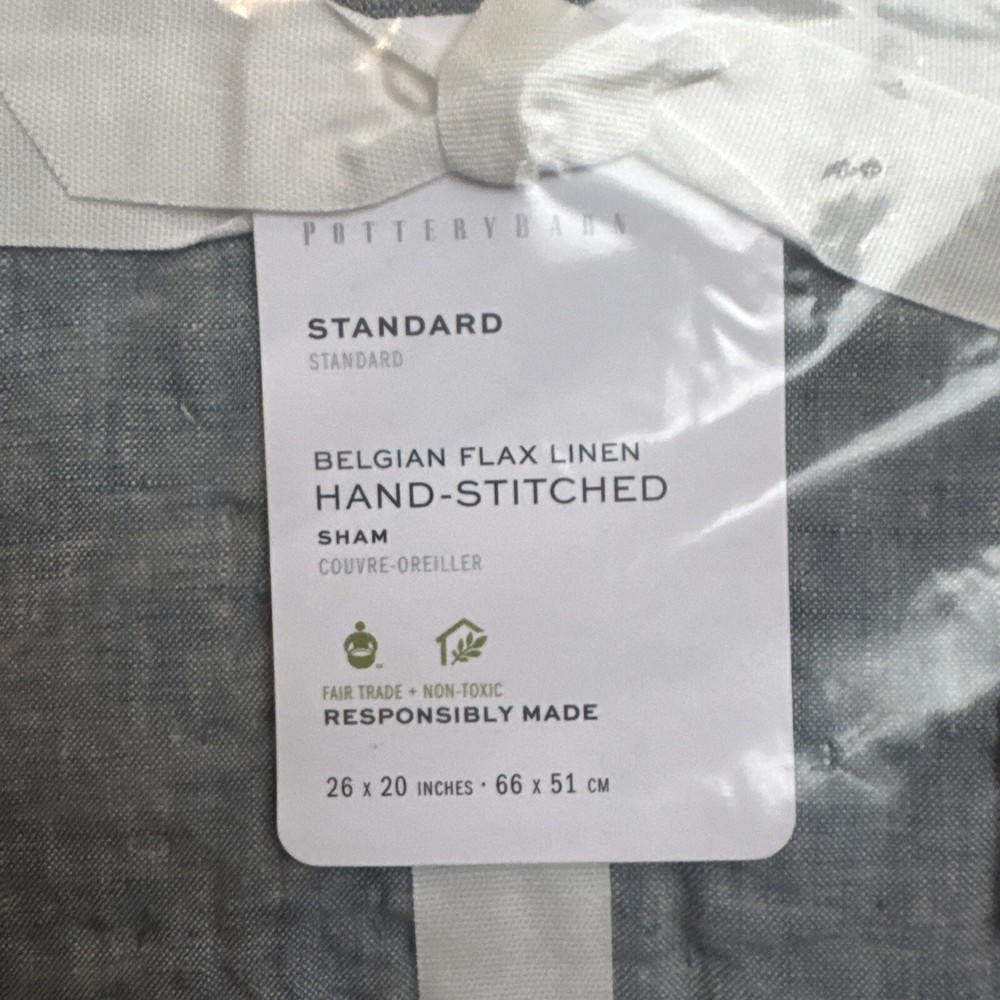 POTTERYBARN
STANDARD
STANDARD
BELGIAN FLAX LINEN
HAND-STITCHED
SHAM
COUVRE-OREILLER
FAIR TRADE + NON-TOXIC
RESPONSIBLY MADE
26 x 20 INCHES · 66 x 51 CM